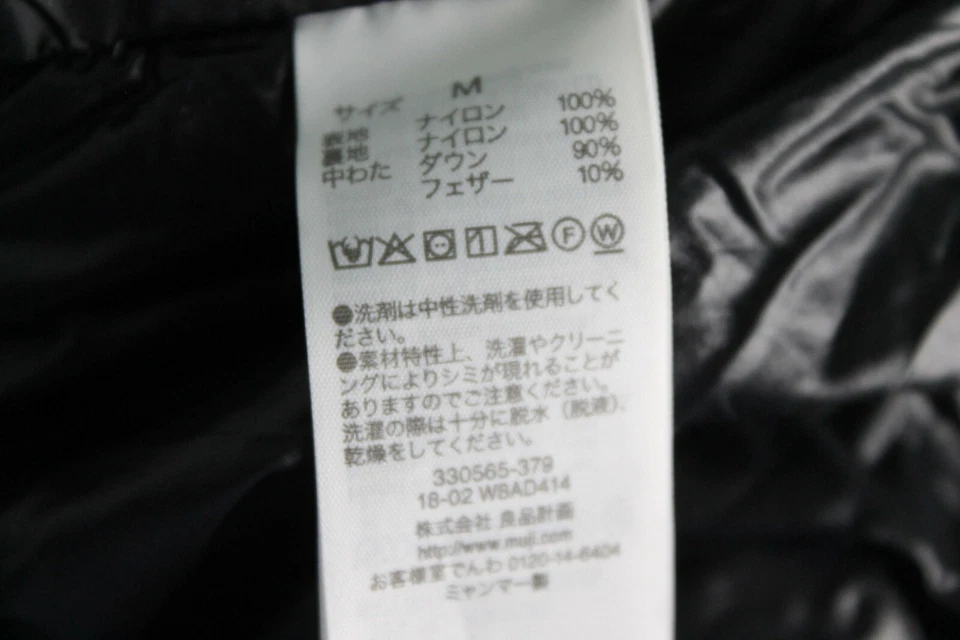 サイズ M
表地 ナイロン 100%
裏地 ナイロン 100%
中わた ダウン 90%
フェザー 10%
F W
●洗剤は中性洗剤を使用してく
ださい。
●素材特性上、洗濯やクリーニ
ングによりシミが現れることが
ありますのでご注意ください。
洗濯の際は十分に脱水（脱液）、
乾燥をしてください。
330565-379
18-02 W8AD414
株式会社 良品計画
http://www.muji.com
お客様室でんわ 0120-14-6404
ミャンマー製